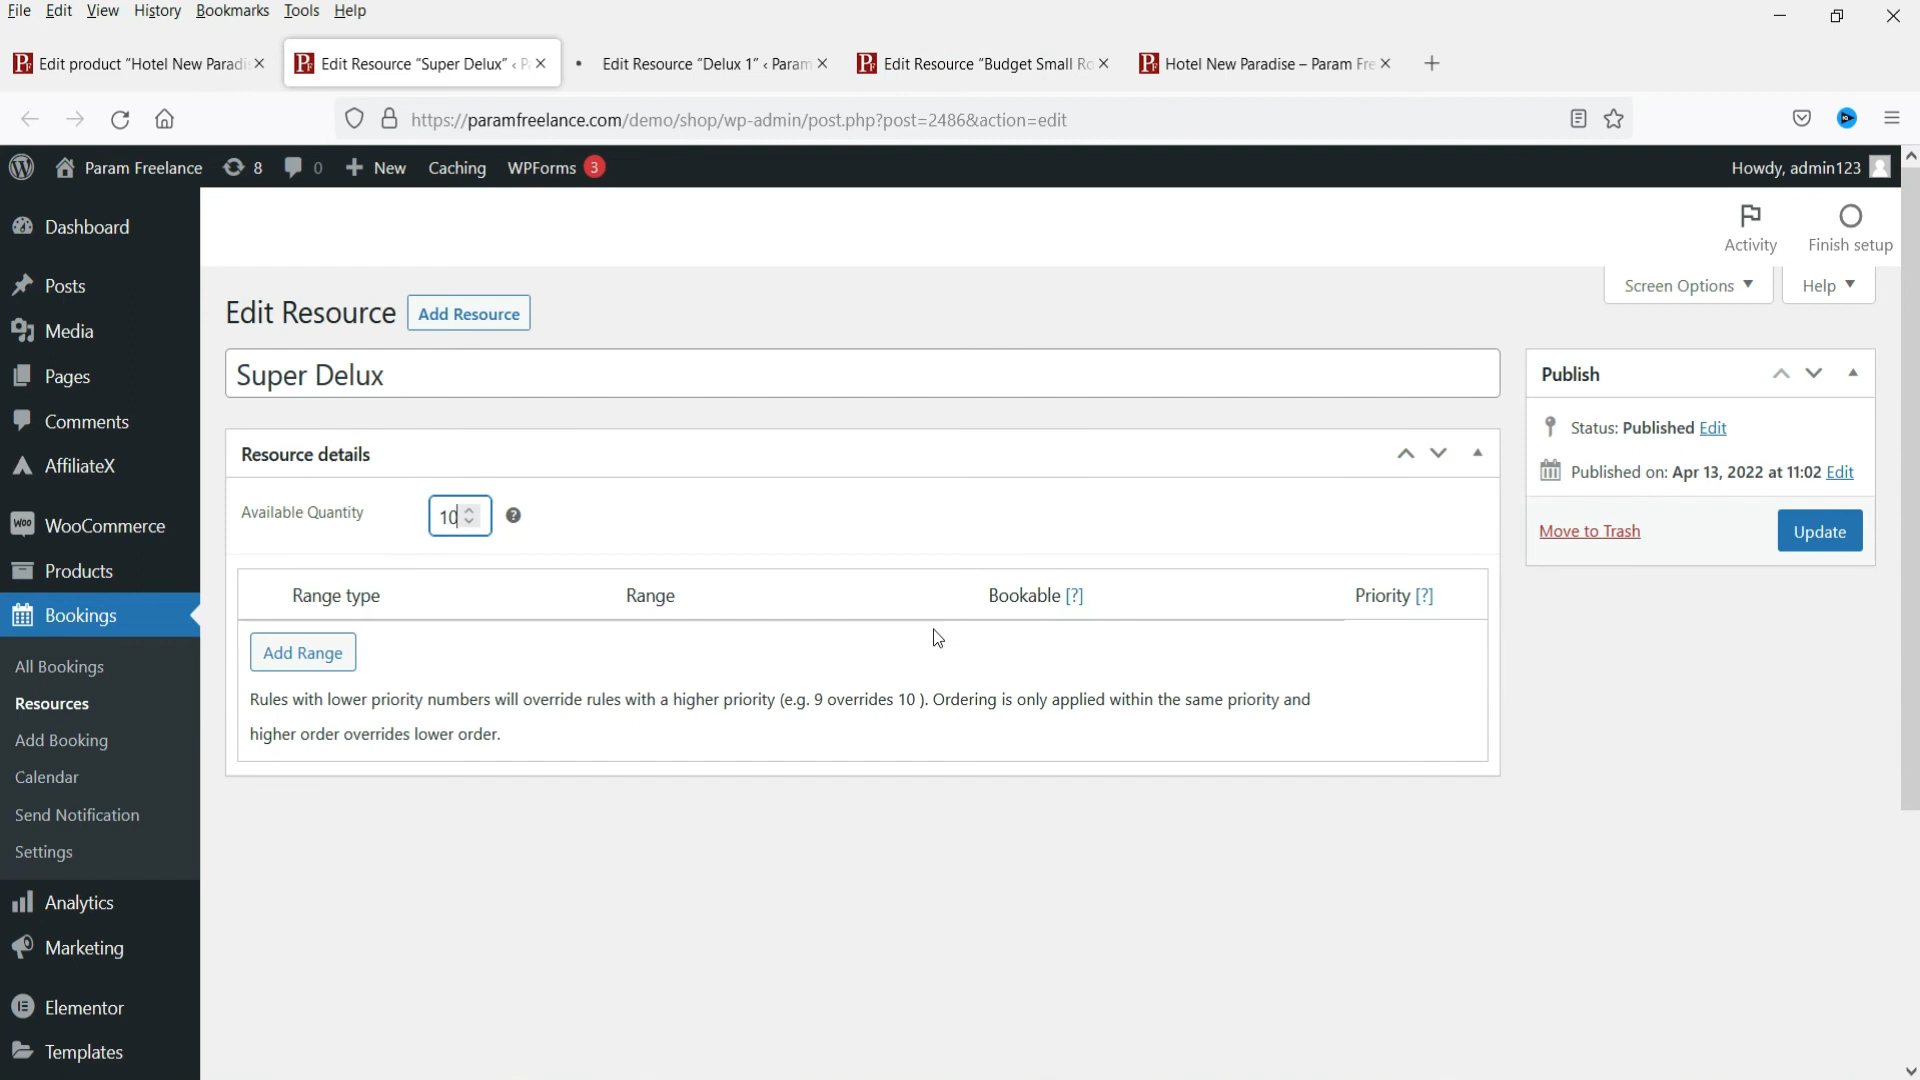 File Edit View History Bookmarks Tools Help
Edit product "Hotel New Paradis Edit Resource "Super Delux" ‹ P Edit Resource "Delux 1" ‹ Param Edit Resource "Budget Small Ro Hotel New Paradise – Param Fre
https://paramfreelance.com/demo/shop/wp-admin/post.php?post=2486&action=edit
Param Freelance 8 0 New Caching WPForms 3 Howdy, admin123
Activity Finish setup
Screen Options Help
Dashboard
Posts
Media
Pages
Comments
AffiliateX
WooCommerce
Products
Bookings
All Bookings
Resources
Add Booking
Calendar
Send Notification
Settings
Analytics
Marketing
Elementor
Templates
Edit Resource Add Resource
Super Delux
Resource details
Available Quantity 10 ?
Range type Range Bookable [?] Priority [?]
Add Range
Rules with lower priority numbers will override rules with a higher priority (e.g. 9 overrides 10 ). Ordering is only applied within the same priority and
higher order overrides lower order.
Publish
Status: Published Edit
Published on: Apr 13, 2022 at 11:02 Edit
Move to Trash Update